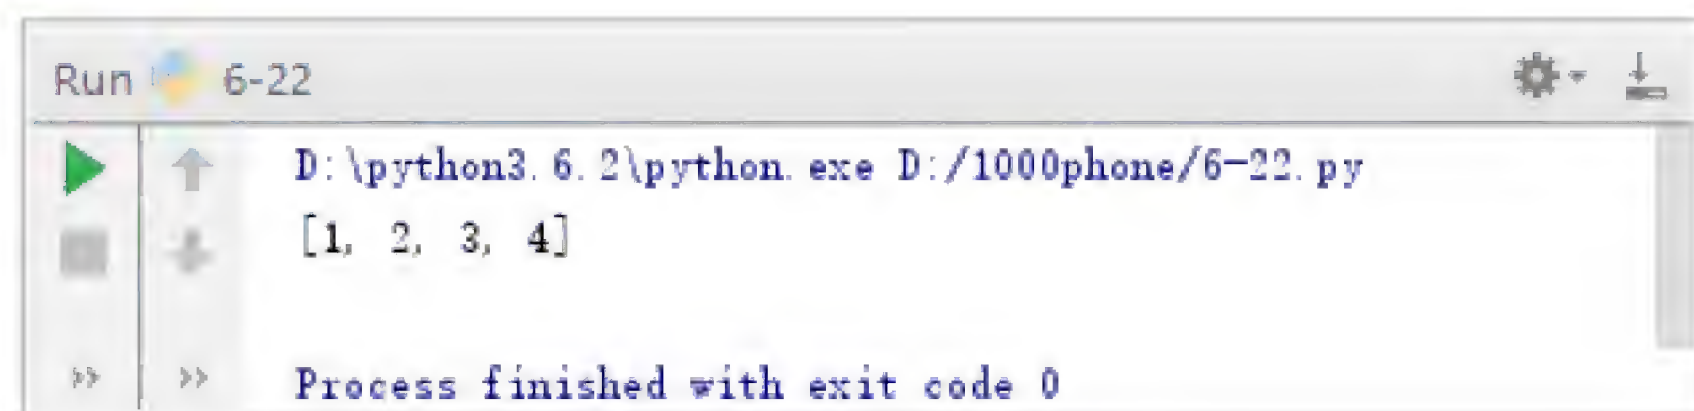 Run 6-22
D:\python3.6.2\python.exe D:/1000phone/6-22.py
[1, 2, 3, 4]
Process finished with exit code 0